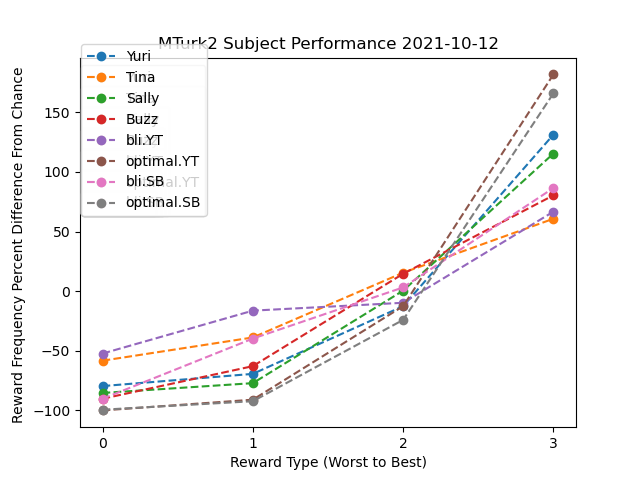 MTurk2 Subject Performance 2021-10-12
Yuri
Tina
Sally
Buzz
bli.YT
optimal.YT
bli.SB
optimal.SB
Reward Frequency Percent Difference From Chance
150
100
50
0
−50
−100
0 1 2 3
Reward Type (Worst to Best)